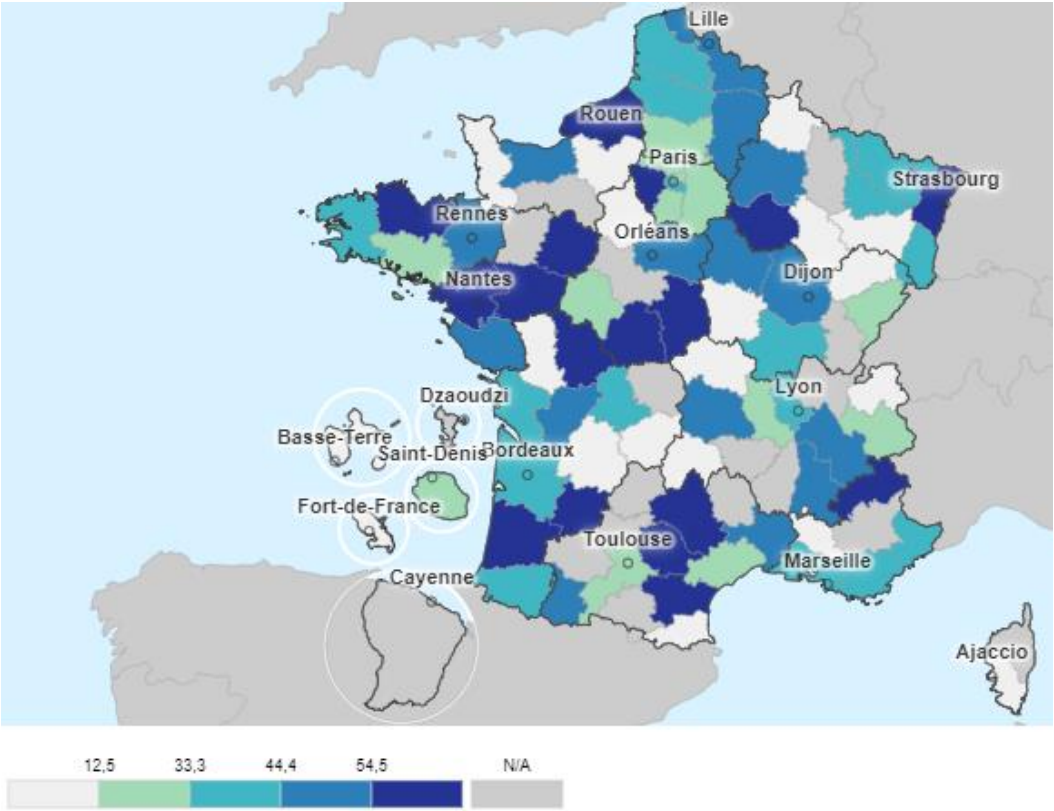 Lille
Rouen
Paris
Strasbourg
Rennes
Orléans
Nantes
Dijon
Dzaoudzi
Lyon
Basse-Terre
Saint-Denis
Bordeaux
Fort-de-France
Toulouse
Marseille
Cayenne
Ajaccio
12,5 33,3 44,4 54,5 N/A